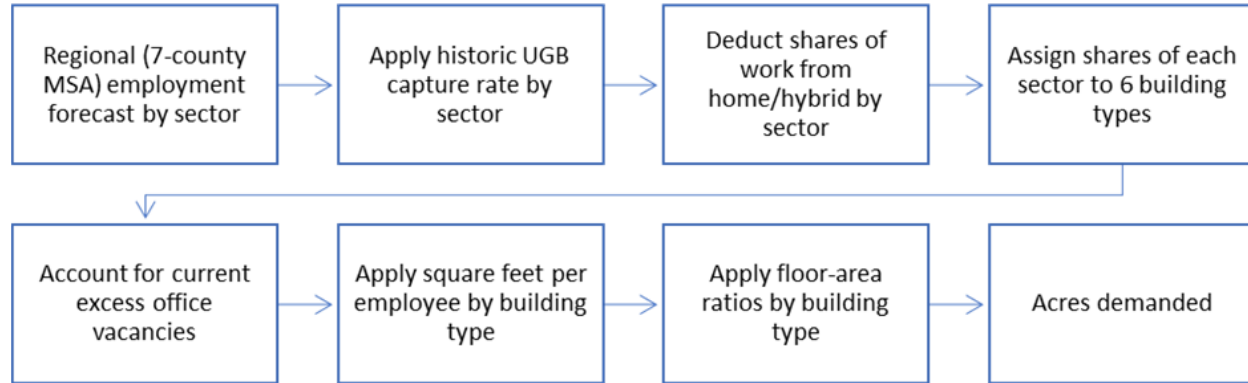 Regional (7-county
MSA) employment
forecast by sector
Apply historic UGB
capture rate by
sector
Deduct shares of
work from
home/hybrid by
sector
Assign shares of each
sector to 6 building
types
Account for current
excess office
vacancies
Apply square feet per
employee by building
type
Apply floor-area
ratios by building
type
Acres demanded